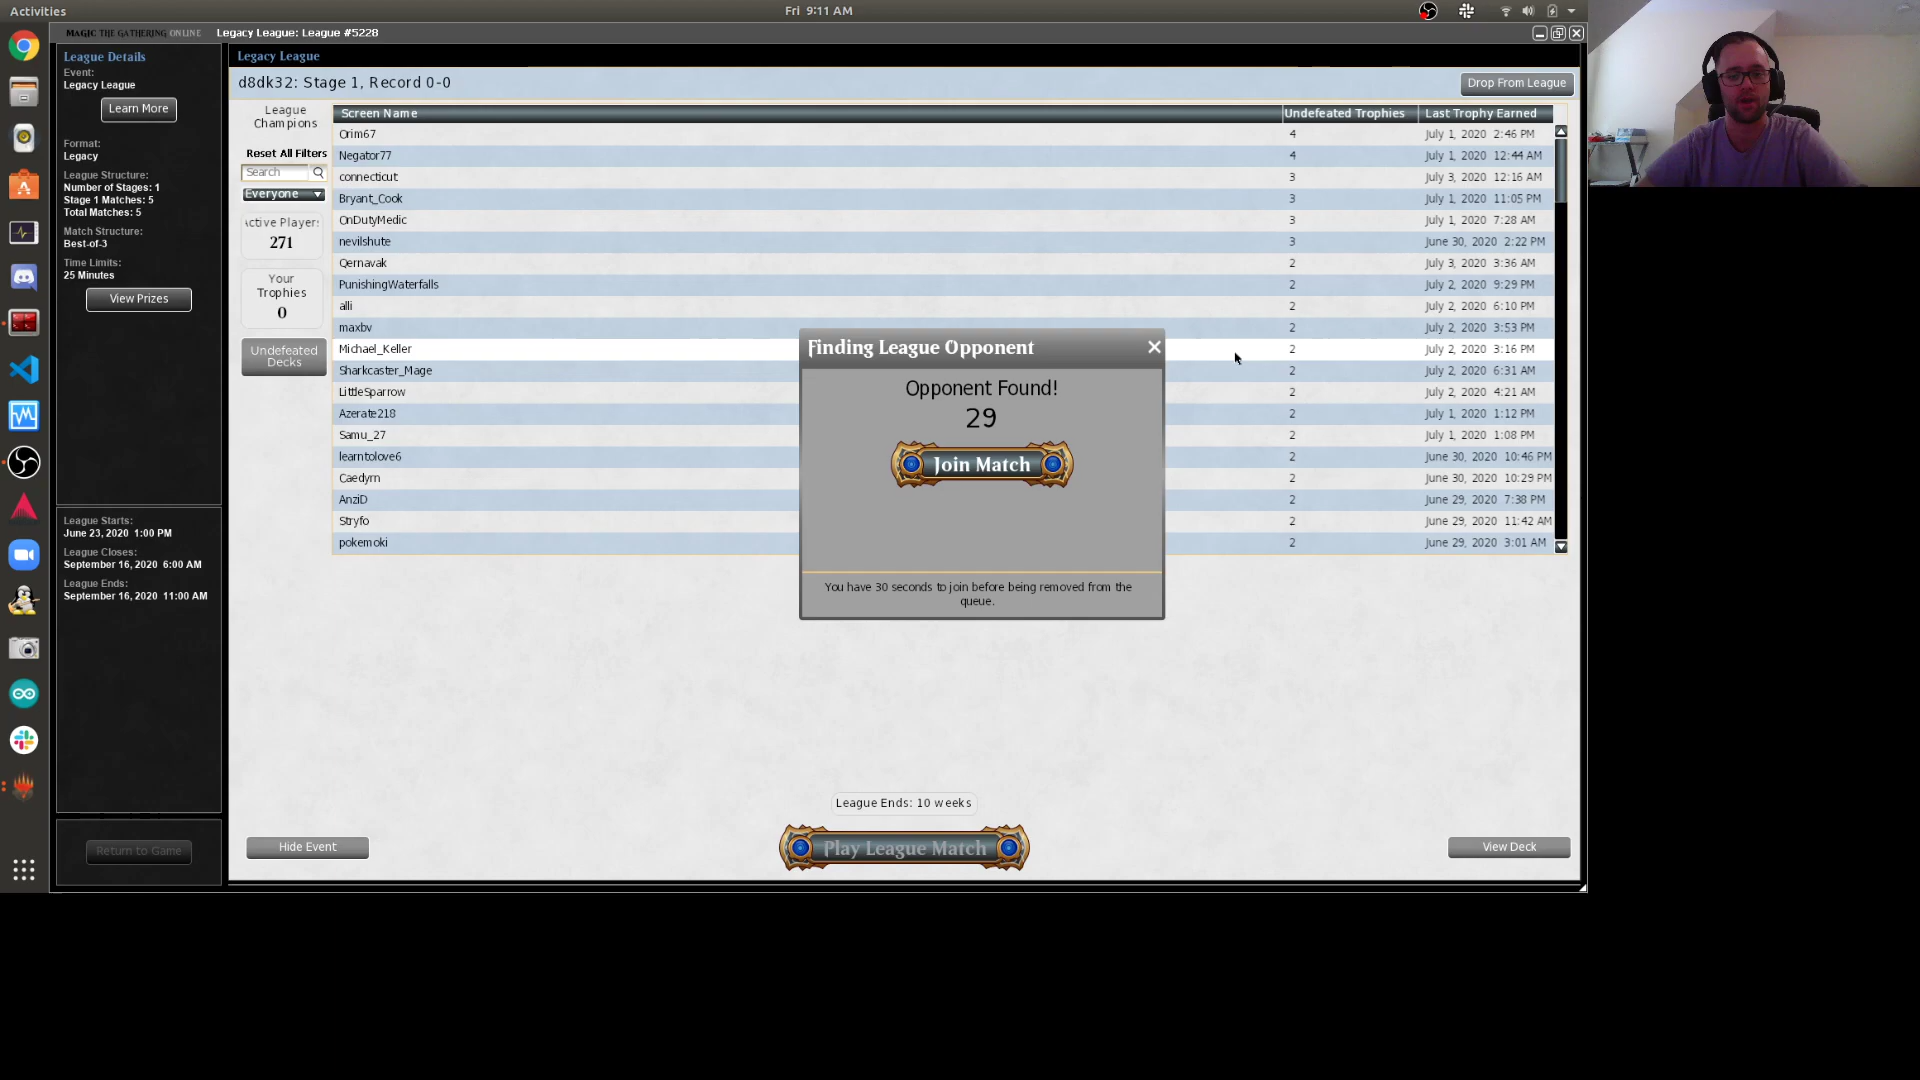 Activities
Fri 9:11 AM
MAGIC THE GATHERING ONLINE
Legacy League: League #5228
League Details
Event:
Legacy League
Learn More
Format:
Legacy
League Structure:
Number of Stages: 1
Stage 1 Matches: 5
Total Matches: 5
Match Structure:
Best-of-3
Time Limits:
25 Minutes
View Prizes
League Starts:
June 23, 2020 1:00 PM
League Closes:
September 16, 2020 6:00 AM
League Ends:
September 16, 2020 11:00 AM
Return to Game
Legacy League
d8dk32: Stage 1, Record 0-0
Drop From League
League
Champions
Reset All Filters
Search
Everyone
Active Players
271
Your
Trophies
0
Undefeated
Decks
Screen Name Undefeated Trophies Last Trophy Earned
Orim67 4 July 1, 2020 2:46 PM
Negator77 4 July 1, 2020 12:44 AM
connecticut 3 July 3, 2020 12:16 AM
Bryant_Cook 3 July 1, 2020 11:05 PM
OnDutyMedic 3 July 1, 2020 7:28 AM
nevilshute 3 June 30, 2020 2:22 PM
Qernavak 2 July 3, 2020 3:36 AM
PunishingWaterfalls 2 July 2, 2020 9:29 PM
alli 2 July 2, 2020 6:10 PM
maxbv 2 July 2, 2020 3:53 PM
Michael_Keller 2 July 2, 2020 3:16 PM
Sharkcaster_Mage 2 July 2, 2020 6:31 AM
LittleSparrow 2 July 2, 2020 4:21 AM
Azerate218 2 July 1, 2020 1:12 PM
Samu_27 2 July 1, 2020 1:08 PM
learntolove6 2 June 30, 2020 10:46 PM
Caedyrn 2 June 30, 2020 10:29 PM
AnziD 2 June 29, 2020 7:38 PM
Stryfo 2 June 29, 2020 11:42 AM
pokemoki 2 June 29, 2020 3:01 AM
Finding League Opponent
Opponent Found!
29
Join Match
You have 30 seconds to join before being removed from the
queue.
League Ends: 10 weeks
Hide Event
Play League Match
View Deck